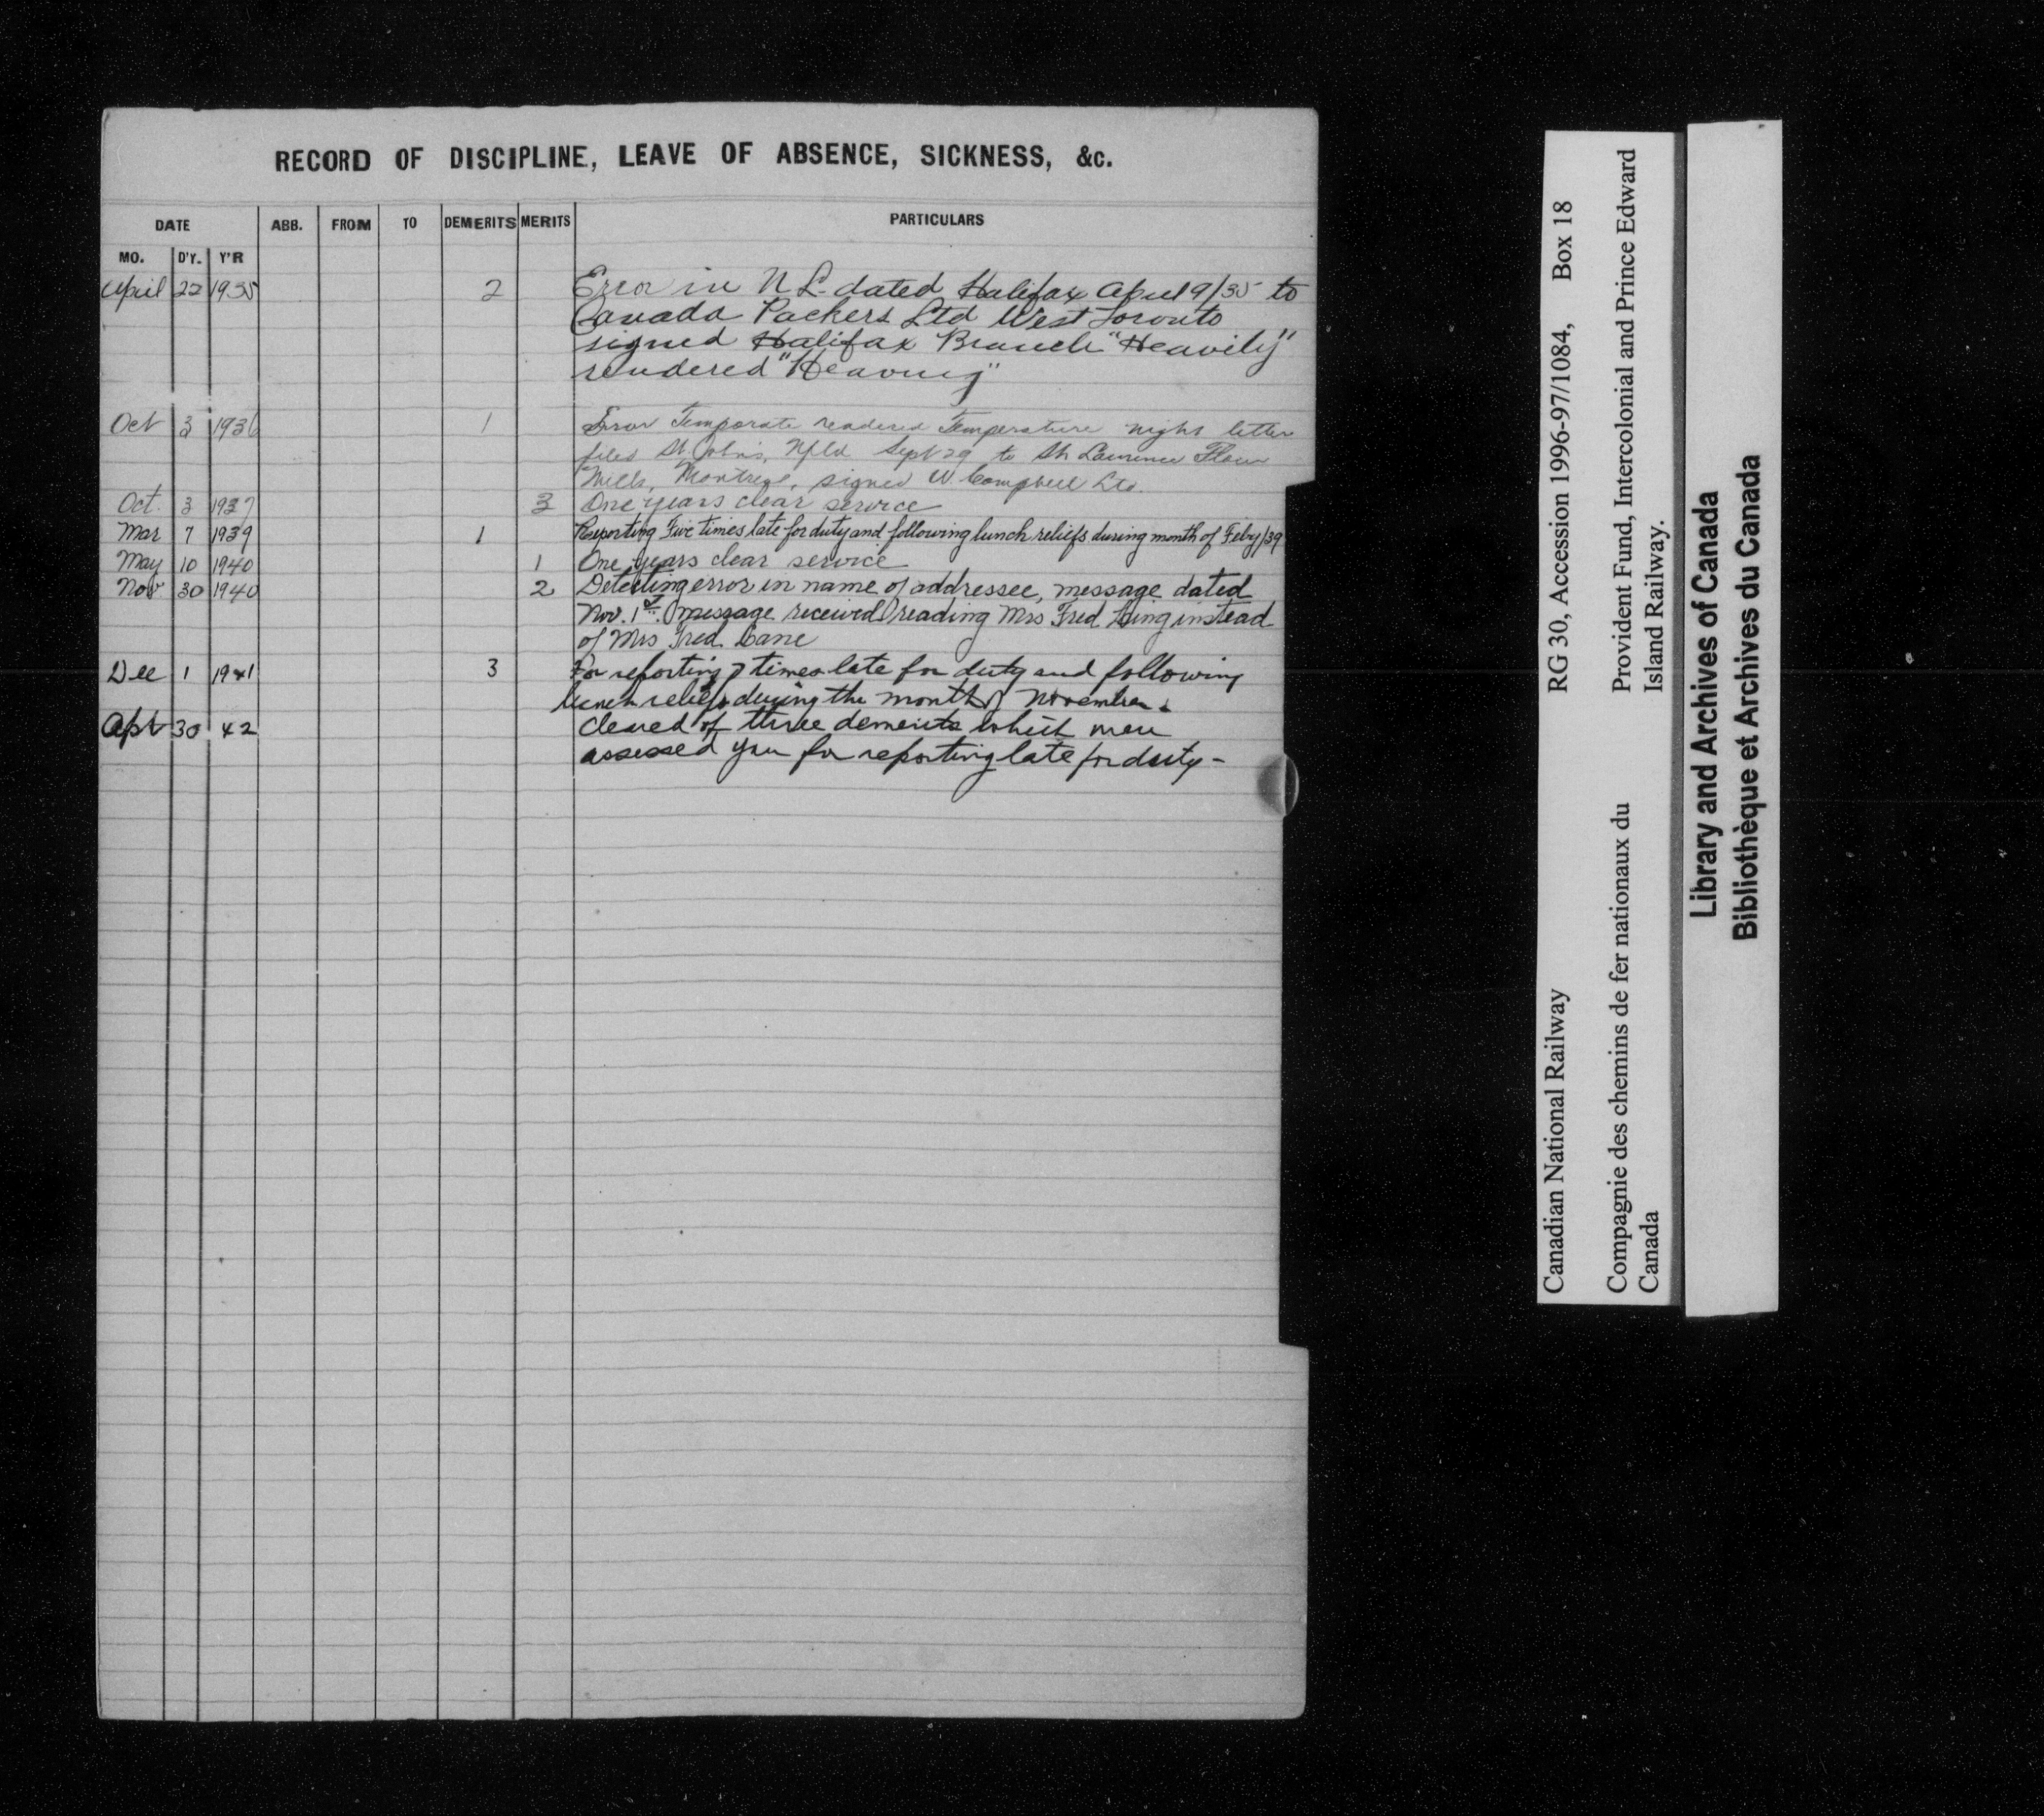 RECORD OF DISCIPLINE, LEAVE OF ABSENCE, SICKNESS, &c.
DATE ABB. FROM TO DEMERITS MERITS PARTICULARS
MO. D'Y. Y'R
April 22 1935 2 Error in N L dated Halifax April 9/35 to
Canada Packers Ltd West Toronto
signed Halifax Branch "Heavily"
rendered "Heaving"
Oct 3 1936 1 Error Temporate rendered Temperature night letter
filed St. Johns, Nfld Sept 29 to St Lawrence Flour
Mills, Montreal, signed W. Campbell Ltd.
Oct. 3 1937 3 One years clear service
Mar 7 1939 1 Reporting Five times late for duty and following lunch reliefs during month of Feby/39
May 10 1940 1 One years clear service
Nov 30 1940 2 Detecting error in name of addressee, message dated
Nov. 1st. (message received) reading Mrs Fred instead
of Mrs Fred Lane
Dec 1 1941 3 For reporting 7 times late for duty and following
lunch reliefs during the month of November.
Apr 30 42 Cleared of three demerits which were
assessed you for reporting late for duty -
Canadian National Railway RG 30, Accession 1996-97/1084, Box 18
Compagnie des chemins de fer nationaux du Canada
Provident Fund, Intercolonial and Prince Edward Island Railway.
Library and Archives of Canada
Bibliothèque et Archives du Canada